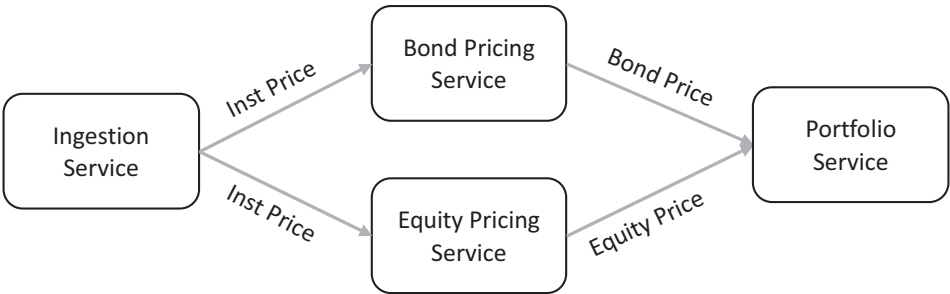 Ingestion
Service
Inst Price
Inst Price
Bond Pricing
Service
Equity Pricing
Service
Bond Price
Equity Price
Portfolio
Service